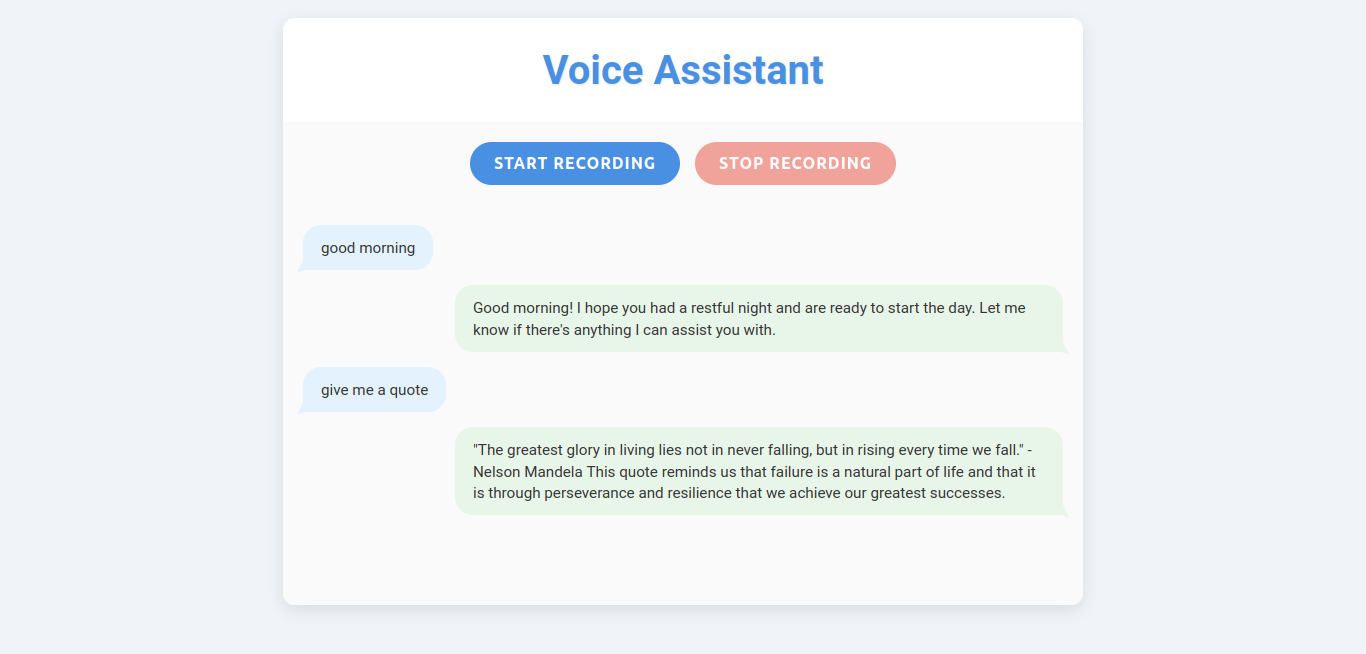 Voice Assistant
START RECORDING
STOP RECORDING
good morning
Good morning! I hope you had a restful night and are ready to start the day. Let me
know if there's anything I can assist you with.
give me a quote
"The greatest glory in living lies not in never falling, but in rising every time we fall." -
Nelson Mandela This quote reminds us that failure is a natural part of life and that it
is through perseverance and resilience that we achieve our greatest successes.